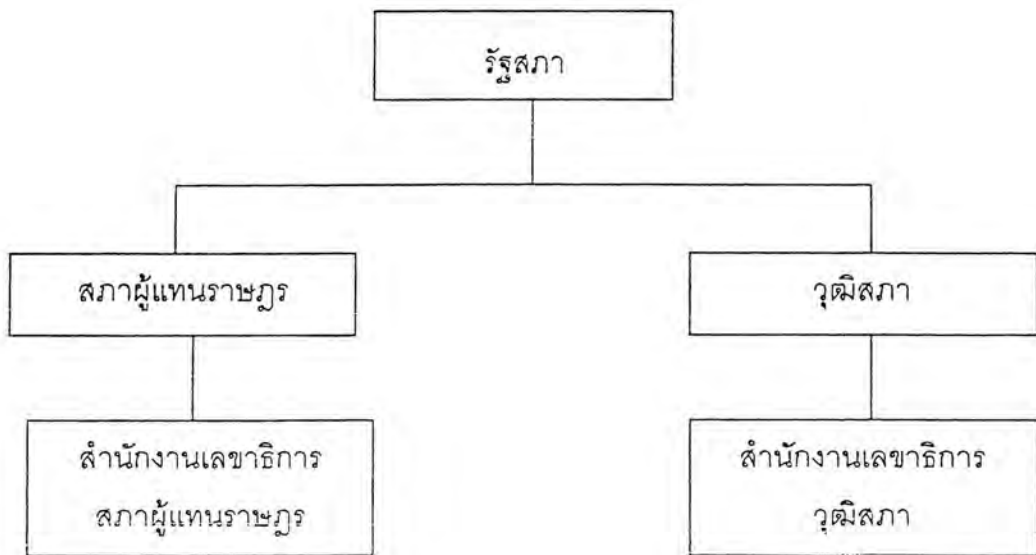 รัฐสภา
สภาผู้แทนราษฎร
วุฒิสภา
สำนักงานเลขาธิการ
สภาผู้แทนราษฎร
สำนักงานเลขาธิการ
วุฒิสภา